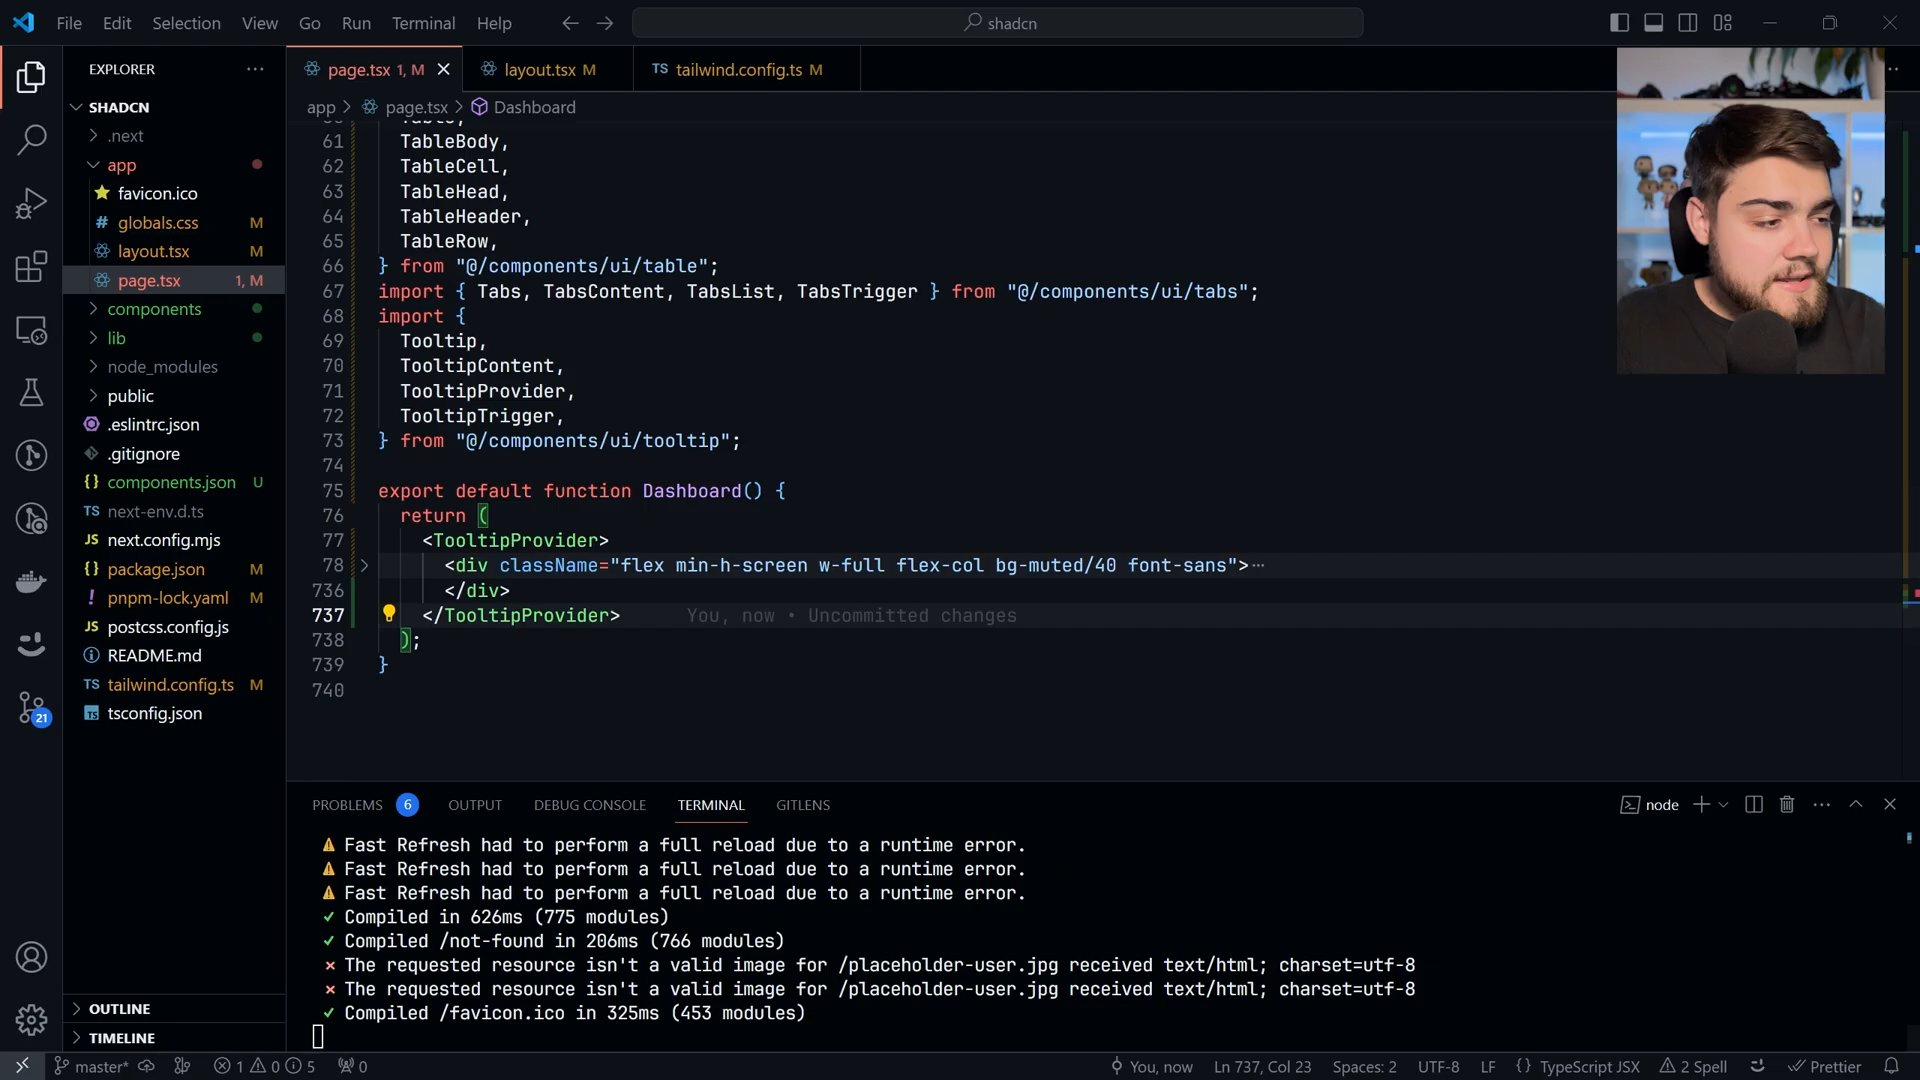 File Edit Selection View Go Run Terminal Help
shadcn
EXPLORER
SHADCN
.next
app
favicon.ico
globals.css M
layout.tsx M
page.tsx 1, M
components
lib
node_modules
public
.eslintrc.json
.gitignore
components.json U
next-env.d.ts
next.config.mjs
package.json M
pnpm-lock.yaml M
postcss.config.js
README.md
tailwind.config.ts M
tsconfig.json
OUTLINE
TIMELINE
21
page.tsx 1, M
layout.tsx M
TS tailwind.config.ts M
app > page.tsx > Dashboard
61 TableBody,
62 TableCell,
63 TableHead,
64 TableHeader,
65 TableRow,
66 } from "@/components/ui/table";
67 import { Tabs, TabsContent, TabsList, TabsTrigger } from "@/components/ui/tabs";
68 import {
69 Tooltip,
70 TooltipContent,
71 TooltipProvider,
72 TooltipTrigger,
73 } from "@/components/ui/tooltip";
74
75 export default function Dashboard() {
76 return (
77 <TooltipProvider>
78 <div className="flex min-h-screen w-full flex-col bg-muted/40 font-sans">⋯
736 </div>
737 </TooltipProvider> You, now • Uncommitted changes
738 );
739 }
740
PROBLEMS 6 OUTPUT DEBUG CONSOLE TERMINAL GITLENS
node
⚠ Fast Refresh had to perform a full reload due to a runtime error.
⚠ Fast Refresh had to perform a full reload due to a runtime error.
⚠ Fast Refresh had to perform a full reload due to a runtime error.
✓ Compiled in 626ms (775 modules)
✓ Compiled /not-found in 206ms (766 modules)
⨯ The requested resource isn't a valid image for /placeholder-user.jpg received text/html; charset=utf-8
⨯ The requested resource isn't a valid image for /placeholder-user.jpg received text/html; charset=utf-8
✓ Compiled /favicon.ico in 325ms (453 modules)
master* 1 0 5 0 You, now Ln 737, Col 23 Spaces: 2 UTF-8 LF {} TypeScript JSX 2 Spell Prettier